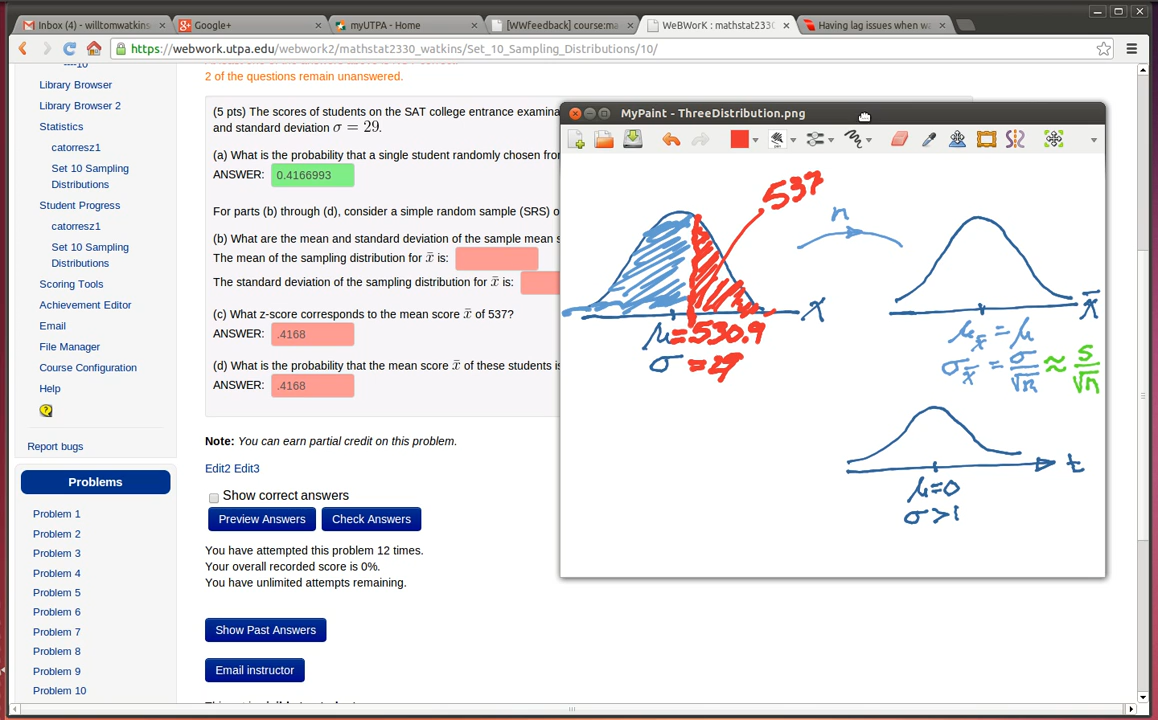 Inbox (34) - willtomwatkins
Google+
myUTPA - Home
[WWfeedback] course:ma
WeBWorK : mathstat2330
Having lag issues when w
https://webwork.utpa.edu/webwork2/mathstat2330_watkins/Set_10_Sampling_Distributions/10/
Library Browser
Library Browser 2
Statistics
catorresz1
Set 10 Sampling
Distributions
Student Progress
catorresz1
Set 10 Sampling
Distributions
Scoring Tools
Achievement Editor
Email
File Manager
Course Configuration
Help
Report bugs
Problems
Problem 1
Problem 2
Problem 3
Problem 4
Problem 5
Problem 6
Problem 7
Problem 8
Problem 9
Problem 10
2 of the questions remain unanswered.
(5 pts) The scores of students on the SAT college entrance examina
and standard deviation σ = 29.
(a) What is the probability that a single student randomly chosen from
ANSWER: 0.4166993
For parts (b) through (d), consider a simple random sample (SRS) o
(b) What are the mean and standard deviation of the sample mean s
The mean of the sampling distribution for x̄ is:
The standard deviation of the sampling distribution for x̄ is:
(c) What z-score corresponds to the mean score x̄ of 537?
ANSWER: .4168
(d) What is the probability that the mean score x̄ of these students is
ANSWER: .4168
Note: You can earn partial credit on this problem.
Edit2 Edit3
Show correct answers
Preview Answers
Check Answers
You have attempted this problem 12 times.
Your overall recorded score is 0%.
You have unlimited attempts remaining.
Show Past Answers
Email instructor
MyPaint - ThreeDistribution.png
537
n
x
x̄
μ = 530.9
σ = 29
μx̄ = μ
σx̄ = σ/√n ≈ s/√n
t
μ=0
σ>1